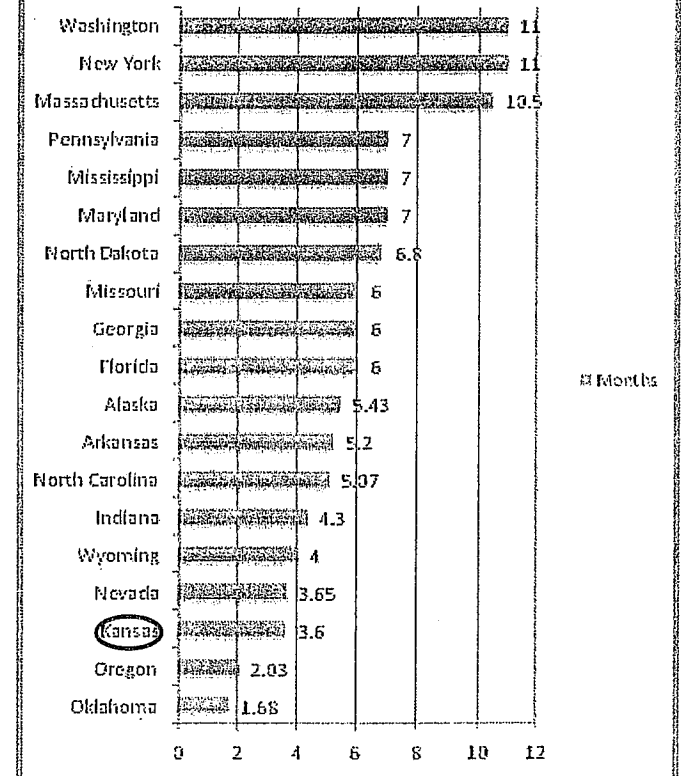 Washington 11
New York 11
Massachusetts 10.5
Pennsylvania 7
Mississippi 7
Maryland 7
North Dakota 6.8
Missouri 6
Georgia 6
Florida 6
Alaska 5.43
Arkansas 5.2
North Carolina 5.07
Indiana 4.3
Wyoming 4
Nevada 3.65
Kansas 3.6
Oregon 2.03
Oklahoma 1.68
0 2 4 6 8 10 12
Months